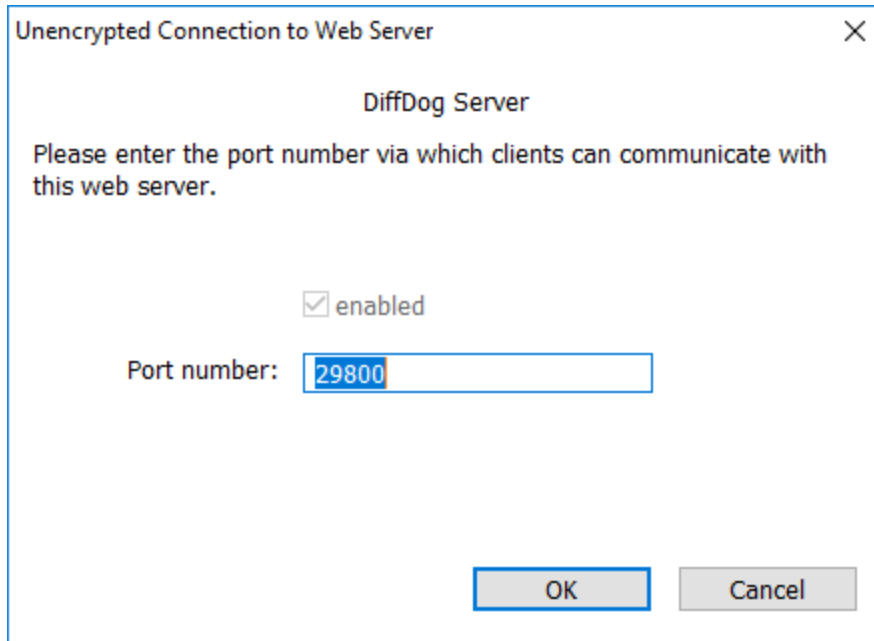 Unencrypted Connection to Web Server
DiffDog Server
Please enter the port number via which clients can communicate with
this web server.
enabled
Port number:
29800
OK
Cancel